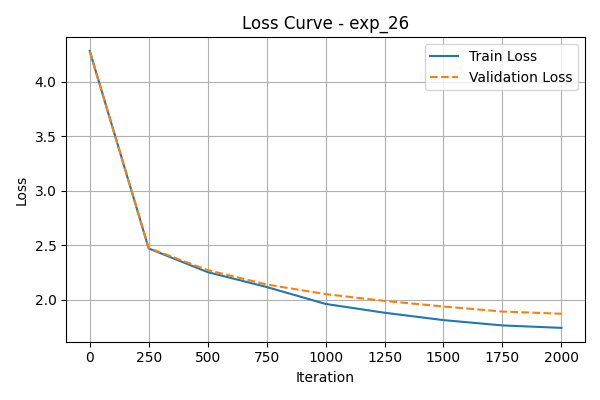 Loss Curve - exp_26
Train Loss
Validation Loss
4.0
3.5
3.0
2.5
2.0
Loss
0 250 500 750 1000 1250 1500 1750 2000
Iteration